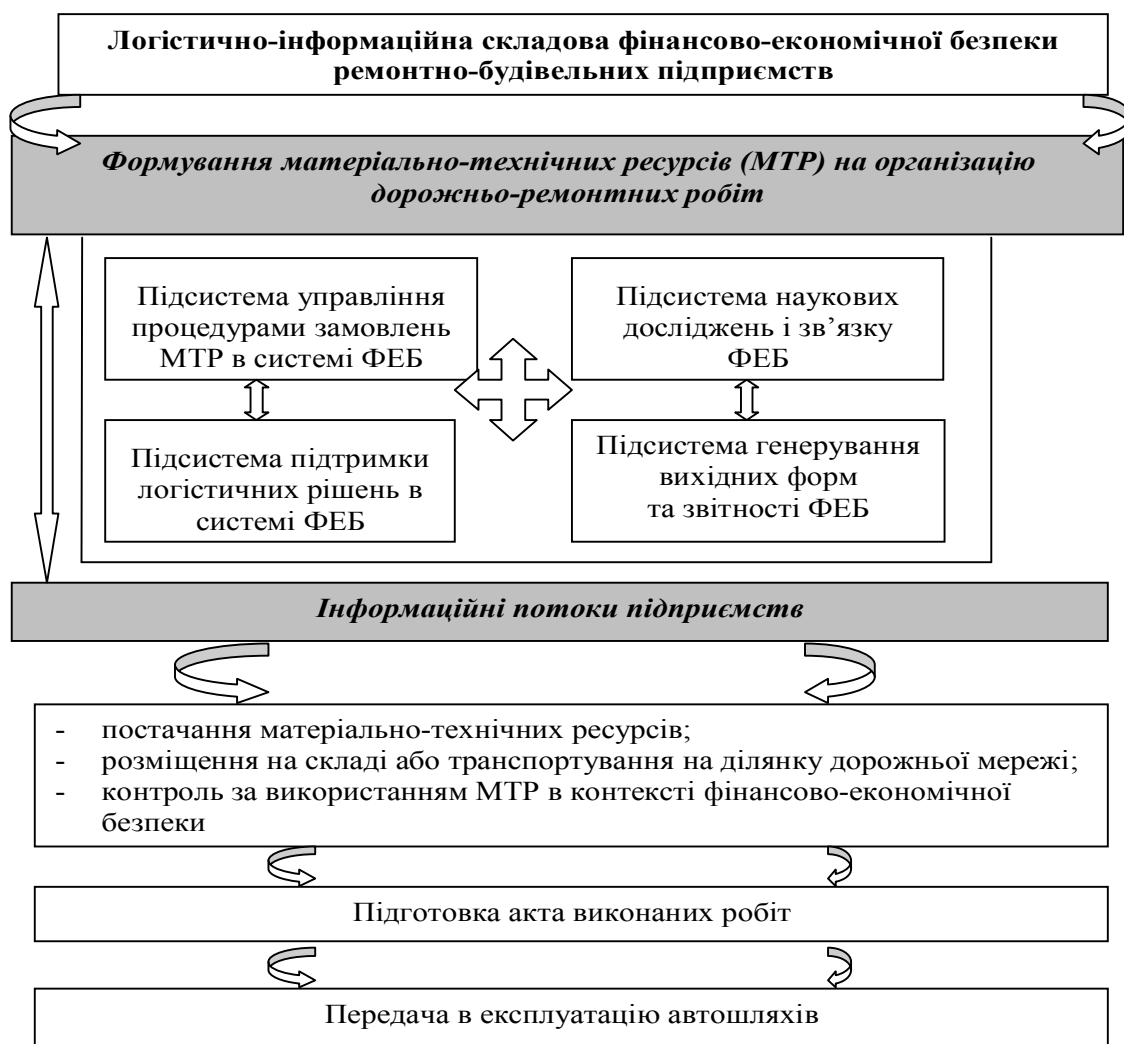 Логістично-інформаційна складова фінансово-економічної безпеки
ремонтно-будівельних підприємств
Формування матеріально-технічних ресурсів (МТР) на організацію
дорожньо-ремонтних робіт
Підсистема управління
процедурами замовлень
МТР в системі ФЕБ
Підсистема наукових
досліджень і зв’язку
ФЕБ
Підсистема підтримки
логістичних рішень в
системі ФЕБ
Підсистема генерування
вихідних форм
та звітності ФЕБ
Інформаційні потоки підприємств
- постачання матеріально-технічних ресурсів;
- розміщення на складі або транспортування на ділянку дорожньої мережі;
- контроль за використанням МТР в контексті фінансово-економічної
безпеки
Підготовка акта виконаних робіт
Передача в експлуатацію автошляхів